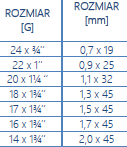 ROZMIAR [G] ROZMIAR [mm]
24 x ¾" 0,7 x 19
22 x 1" 0,9 x 25
20 x 1¼ " 1,1 x 32
18 x 1¾" 1,3 x 45
17 x 1¾" 1,5 x 45
16 x 1¾" 1,7 x 45
14 x 1¾" 2,0 x 45